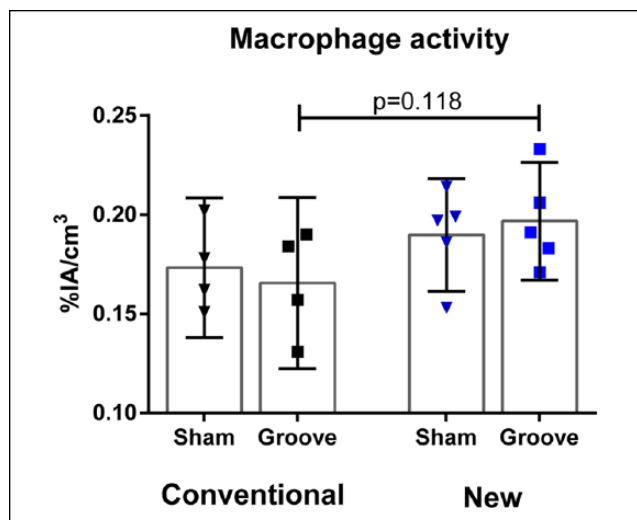 Macrophage activity
p=0.118
%IA/cm³
0.25
0.20
0.15
0.10
Sham Groove Sham Groove
Conventional New